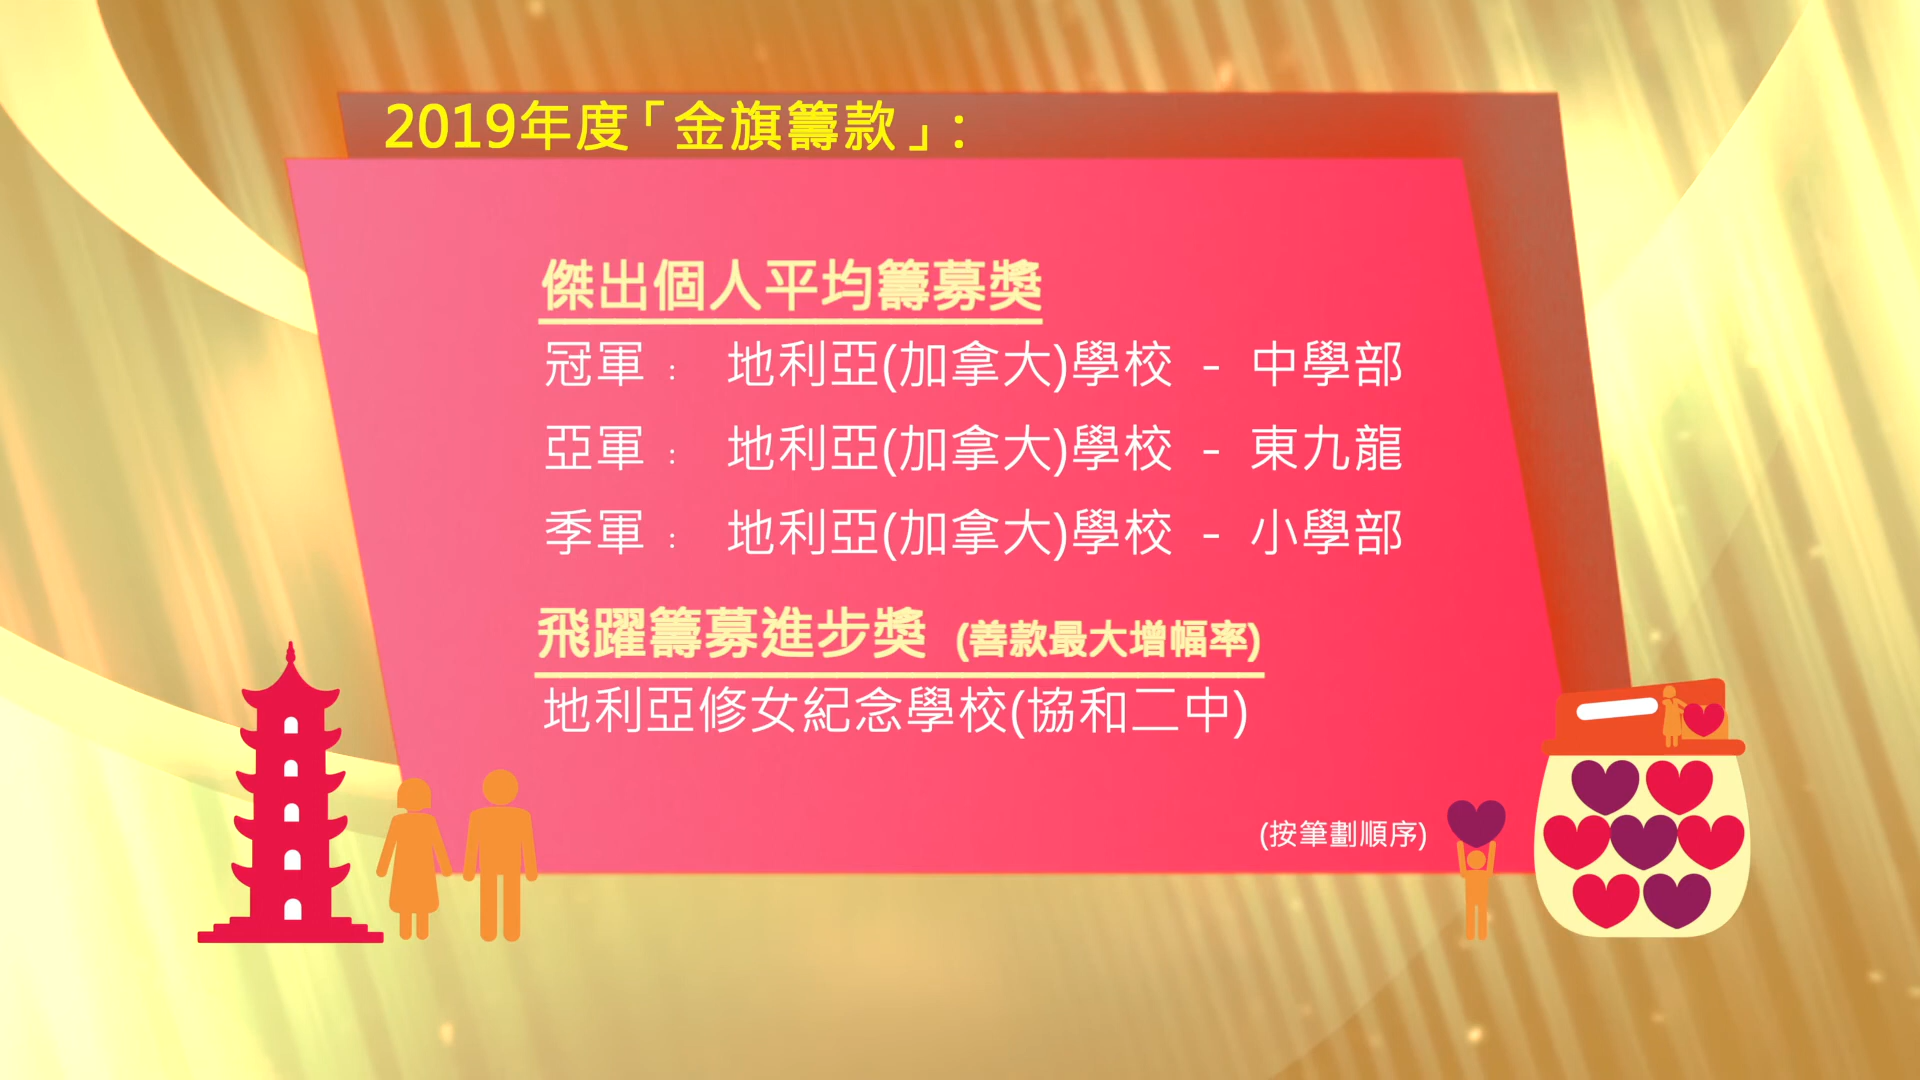 2019年度「金旗籌款」:
傑出個人平均籌募獎
冠軍 : 地利亞(加拿大)學校 - 中學部
亞軍 : 地利亞(加拿大)學校 - 東九龍
季軍 : 地利亞(加拿大)學校 - 小學部
飛躍籌募進步獎 (善款最大增幅率)
地利亞修女紀念學校(協和二中)
(按筆劃順序)